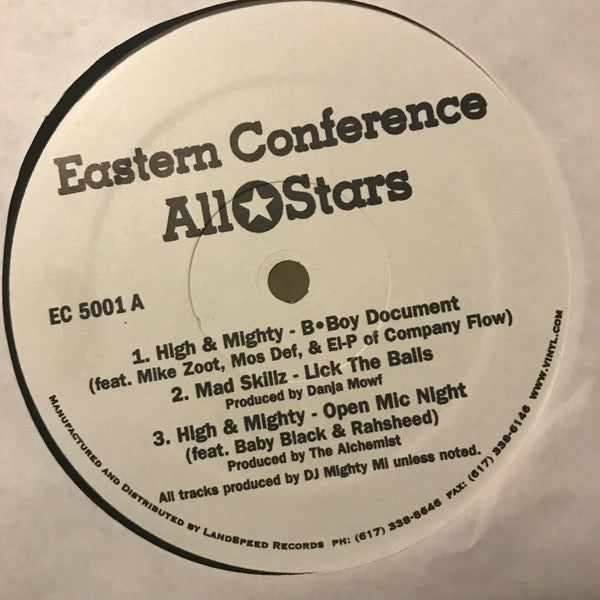 Eastern Conference
All★Stars
EC 5001 A
1. High & Mighty - B•Boy Document
(feat. Mike Zoot, Mos Def, & El-P of Company Flow)
2. Mad Skillz - Lick The Balls
Produced by Danja Mowf
3. High & Mighty - Open Mic Night
(feat. Baby Black & Rahsheed)
Produced by The Alchemist
All tracks produced by DJ Mighty Mi unless noted.
Manufactured and Distributed by LandSpeed Records PH: (617) 338-8646 FAX: (617) 338-6146 www.vinyl.com